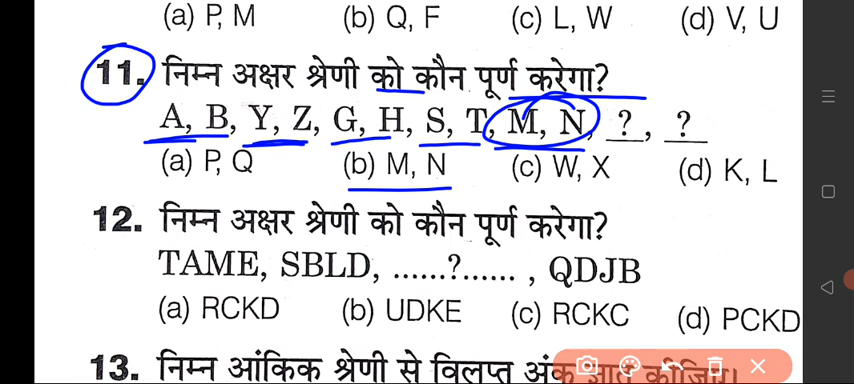 (a) P, M (b) Q, F (c) L, W (d) V, U
11. निम्न अक्षर श्रेणी को कौन पूर्ण करेगा?
A, B, Y, Z, G, H, S, T, M, N, ?, ?
(a) P, Q (b) M, N (c) W, X (d) K, L
12. निम्न अक्षर श्रेणी को कौन पूर्ण करेगा?
TAME, SBLD, ......?...... , QDJB
(a) RCKD (b) UDKE (c) RCKC (d) PCKD
13. निम्न आंकिक श्रेणी से विलुप्त अंक ज्ञात कीजिए।